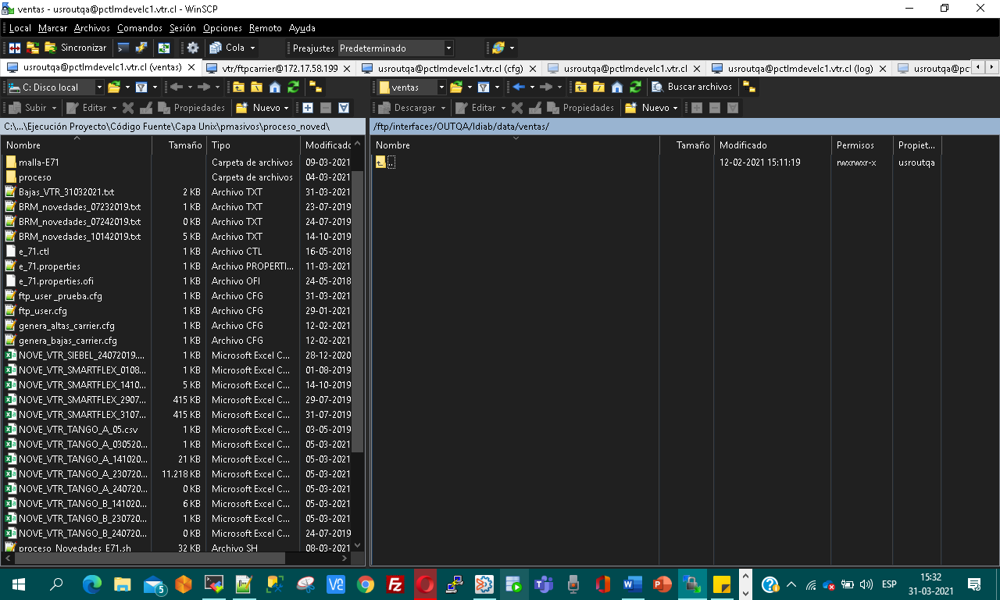 ventas - usroutqa@pctlmdevelc1.vtr.cl - WinSCP
Local Marcar Archivos Comandos Sesión Opciones Remoto Ayuda
Sincronizar Cola Preajustes Predeterminado
usroutqa@pctlmdevelc1.vtr.cl (ventas) vtr/ftpcarrier@172.17.58.199 usroutqa@pctlmdevelc1.vtr.cl (cfg) usroutqa@pctlmdevelc1.vtr.cl usroutqa@pctlmdevelc1.vtr.cl (log) usroutqa@pc
C: Disco local ventas Buscar archivos
Subir Editar Propiedades Nuevo Descargar Editar Propiedades Nuevo
C:\...\Ejecución Proyecto\Código Fuente\Capa Unix\pmasivos\proceso_noved\ /ftp/interfaces/OUTQA/Idiab/data/ventas/
Nombre Tamaño Tipo Modificado Nombre Tamaño Modificado Permisos Propiet...
malla-E71 Carpeta de archivos 09-03-2021 12-02-2021 15:11:19 rwxrwxr-x usroutqa
proceso Carpeta de archivos 04-03-2021
Bajas_VTR_31032021.txt 2 KB Archivo TXT 31-03-2021
BRM_novedades_07232019.txt 1 KB Archivo TXT 23-07-2019
BRM_novedades_07242019.txt 0 KB Archivo TXT 24-07-2019
BRM_novedades_10142019.txt 5 KB Archivo TXT 14-10-2019
e_71.ctl 1 KB Archivo CTL 16-05-2018
e_71.properties 1 KB Archivo PROPERTI... 11-03-2021
e_71.properties.ofi 1 KB Archivo OFI 24-05-2018
ftp_user _prueba.cfg 1 KB Archivo CFG 31-03-2021
ftp_user.cfg 1 KB Archivo CFG 29-01-2021
genera_altas_carrier.cfg 1 KB Archivo CFG 12-02-2021
genera_bajas_carrier.cfg 1 KB Archivo CFG 12-02-2021
NOVE_VTR_SIEBEL_24072019.... 1 KB Microsoft Excel C... 28-12-2020
NOVE_VTR_SMARTFLEX_0108... 1 KB Microsoft Excel C... 01-08-2019
NOVE_VTR_SMARTFLEX_1410... 5 KB Microsoft Excel C... 14-10-2019
NOVE_VTR_SMARTFLEX_2907... 415 KB Microsoft Excel C... 29-07-2019
NOVE_VTR_SMARTFLEX_3107... 415 KB Microsoft Excel C... 31-07-2019
NOVE_VTR_TANGO_A_05.csv 1 KB Microsoft Excel C... 03-05-2019
NOVE_VTR_TANGO_A_030520... 1 KB Microsoft Excel C... 05-03-2021
NOVE_VTR_TANGO_A_141020... 21 KB Microsoft Excel C... 05-03-2021
NOVE_VTR_TANGO_A_230720... 11.218 KB Microsoft Excel C... 05-03-2021
NOVE_VTR_TANGO_A_240720... 0 KB Microsoft Excel C... 05-03-2021
NOVE_VTR_TANGO_B_141020... 6 KB Microsoft Excel C... 05-03-2021
NOVE_VTR_TANGO_B_230720... 1 KB Microsoft Excel C... 05-03-2021
NOVE_VTR_TANGO_B_240720... 0 KB Microsoft Excel C... 24-07-2019
proceso_Novedades_E71.sh 32 KB Archivo SH 08-03-2021
5 ESP 15:32
31-03-2021